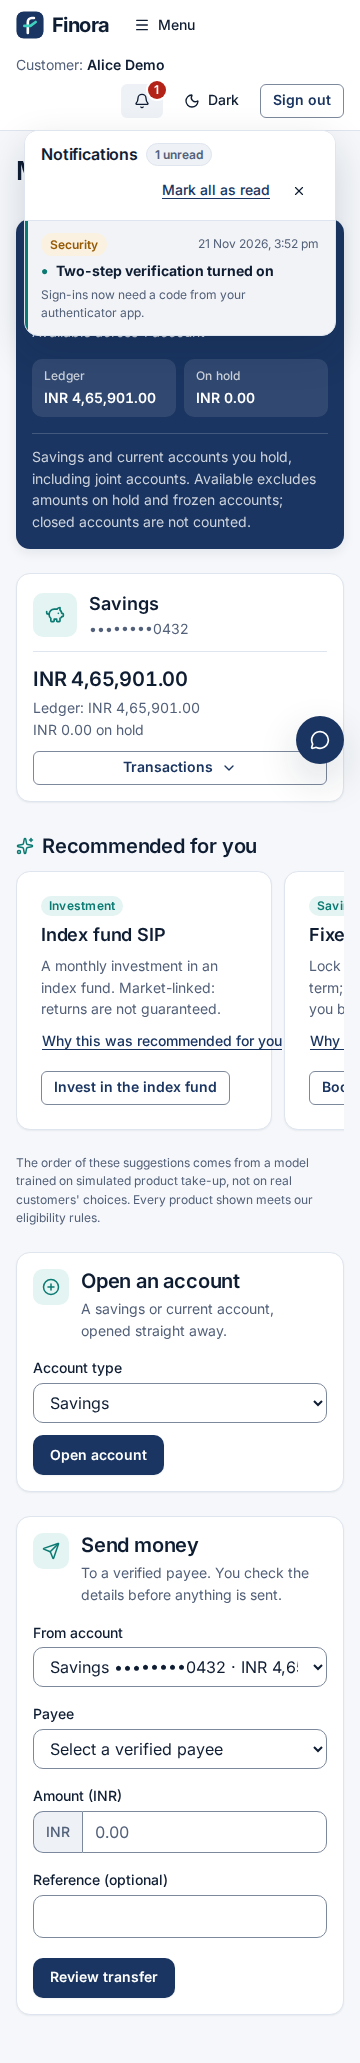 Finora
Menu
Customer: Alice Demo
1
Dark
Sign out
Notifications
1 unread
Mark all as read
Security
21 Nov 2026, 3:52 pm
Two-step verification turned on
Sign-ins now need a code from your
authenticator app.
Ledger
INR 4,65,901.00
On hold
INR 0.00
Savings and current accounts you hold,
including joint accounts. Available excludes
amounts on hold and frozen accounts;
closed accounts are not counted.
Savings
••••••••0432
INR 4,65,901.00
Ledger: INR 4,65,901.00
INR 0.00 on hold
Transactions
Recommended for you
Investment
Index fund SIP
A monthly investment in an
index fund. Market-linked:
returns are not guaranteed.
Why this was recommended for you
Invest in the index fund
Lock
term;
Why
The order of these suggestions comes from a model
trained on simulated product take-up, not on real
customers' choices. Every product shown meets our
eligibility rules.
Open an account
A savings or current account,
opened straight away.
Account type
Savings
Open account
Send money
To a verified payee. You check the
details before anything is sent.
From account
Savings ••••••••0432 · INR 4,65
Payee
Select a verified payee
Amount (INR)
INR
0.00
Reference (optional)
Review transfer